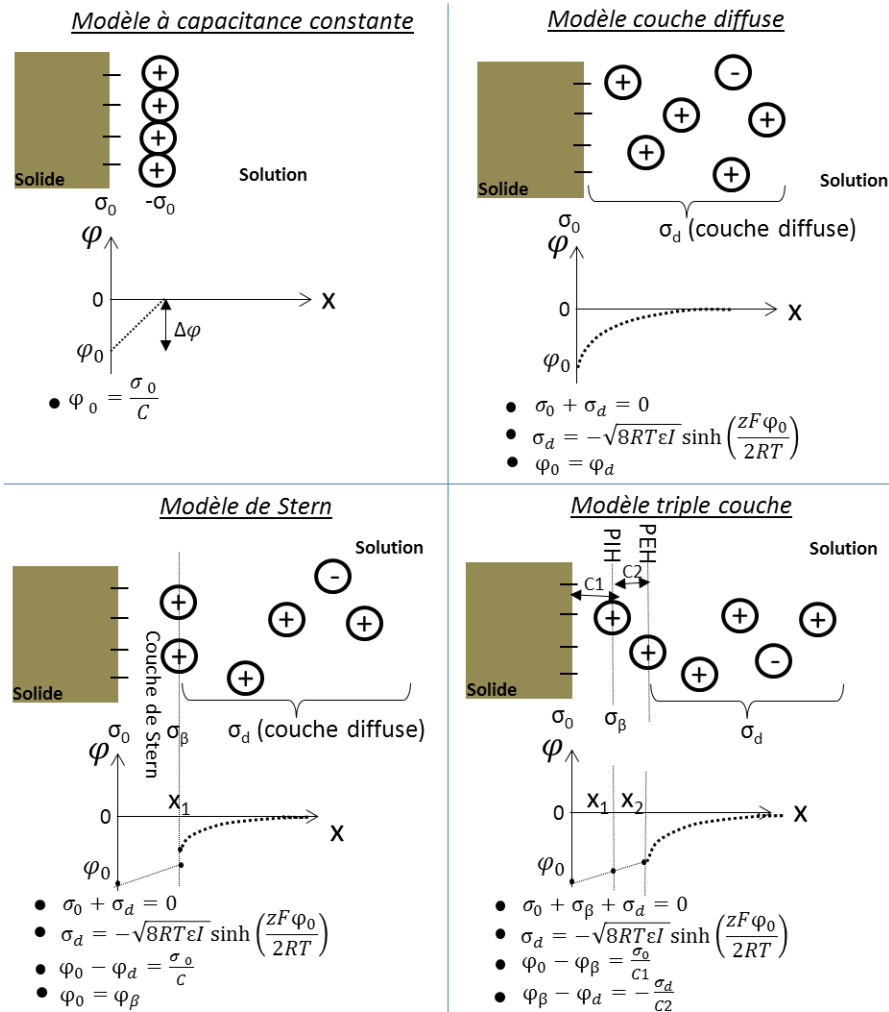 Modèle à capacitance constante
+
+
+
+
Solide
Solution
σ0 -σ0
φ
0
X
Δφ
φ0
● φ 0 = σ 0 / C
Modèle couche diffuse
+
-
+
+
+
+
Solide
Solution
σ0
σd (couche diffuse)
φ
0
X
φ0
● σ0 + σd = 0
● σd = −√8RTεI sinh (zFφ0 / 2RT)
● φ0 = φd
Modèle de Stern
Solution
-
+
+
+
+
+
Solide
Couche de Stern
σ0
σβ
σd (couche diffuse)
φ
X1
0
X
φ0
● σ0 + σd = 0
● σd = −√8RTεI sinh (zFφ0 / 2RT)
● φ0 − φd = σ 0 / C
● φ0 = φβ
Modèle triple couche
PIH
PEH
Solution
C1
C2
+
+
+
+
+
-
Solide
σ0
σβ
σd
φ
X1 X2
0
X
φ0
● σ0 + σβ + σd = 0
● σd = −√8RTεI sinh (zFφ0 / 2RT)
● φ0 − φβ = σ0 / C1
● φβ − φd = − σd / C2